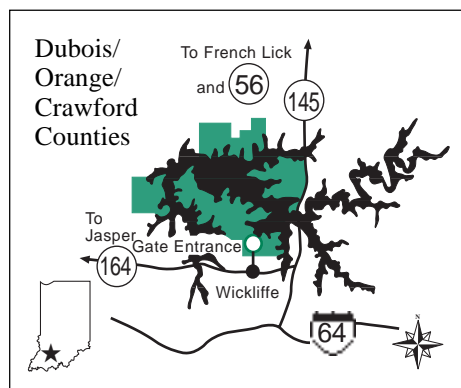 Dubois/
Orange/
Crawford
Counties
To French Lick
and 56
145
To
Jasper
Gate Entrance
164
Wickliffe
64
N